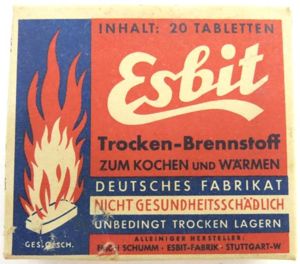 INHALT: 20 TABLETTEN
Esbit
Trocken-Brennstoff
ZUM KOCHEN UND WÄRMEN
DEUTSCHES FABRIKAT
NICHT GESUNDHEITSSCHÄDLICH
UNBEDINGT TROCKEN LAGERN
GES. GESCH.
ALLEINIGER HERSTELLER:
ERICH SCHUMM · ESBIT-FABRIK · STUTTGART-W